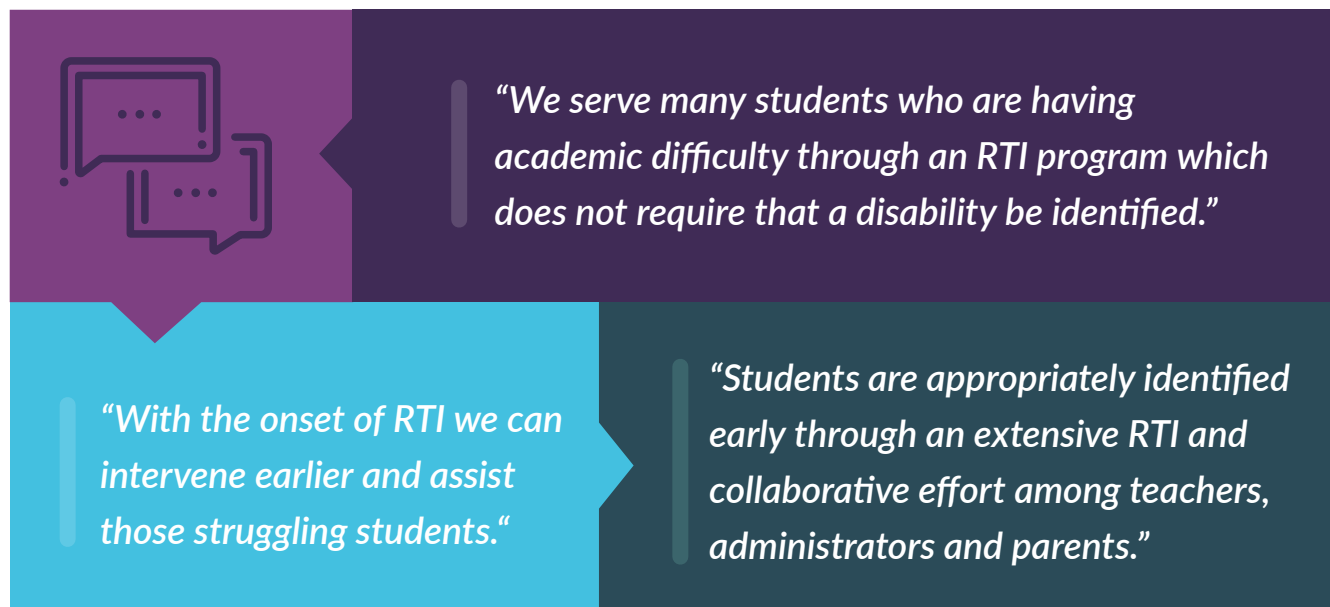 “We serve many students who are having
academic difficulty through an RTI program which
does not require that a disability be identified.”
“With the onset of RTI we can
intervene earlier and assist
those struggling students.“
“Students are appropriately identified
early through an extensive RTI and
collaborative effort among teachers,
administrators and parents.”